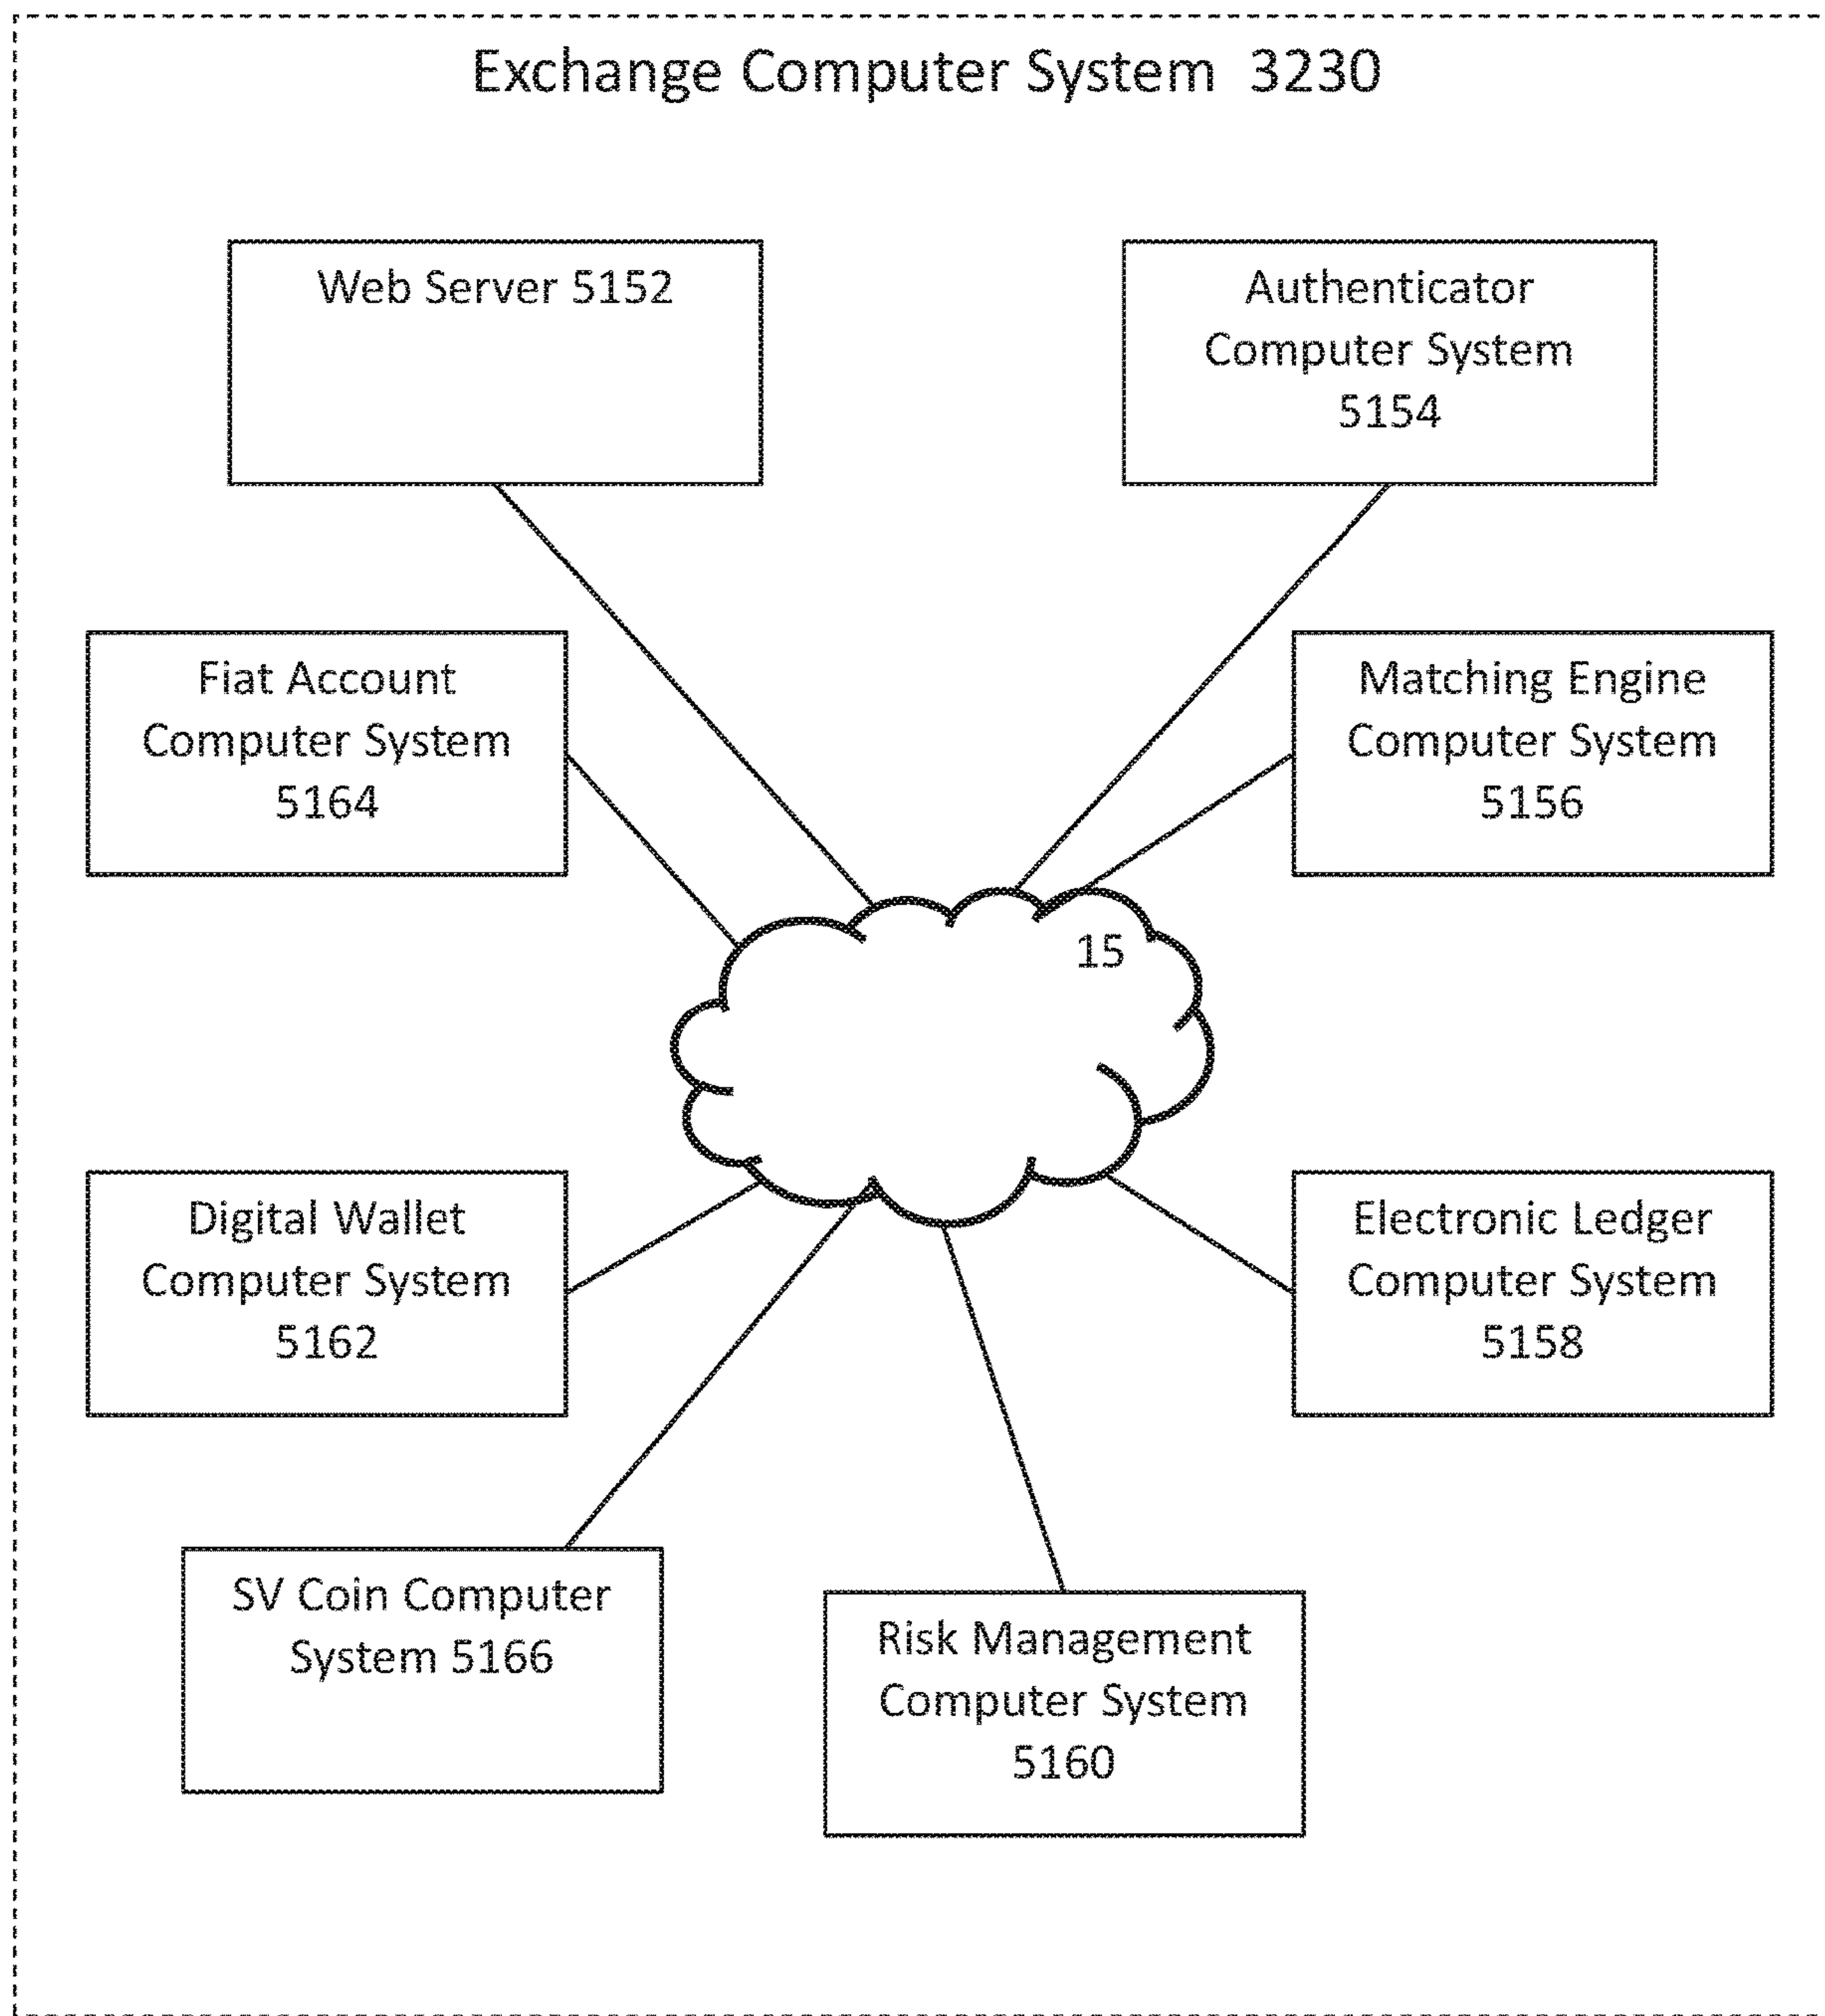 Exchange Computer System 3230
Web Server 5152
Authenticator
Computer System
5154
Fiat Account
Computer System
5164
Matching Engine
Computer System
5156
15
Digital Wallet
Computer System
5162
Electronic Ledger
Computer System
5158
SV Coin Computer
System 5166
Risk Management
Computer System
5160